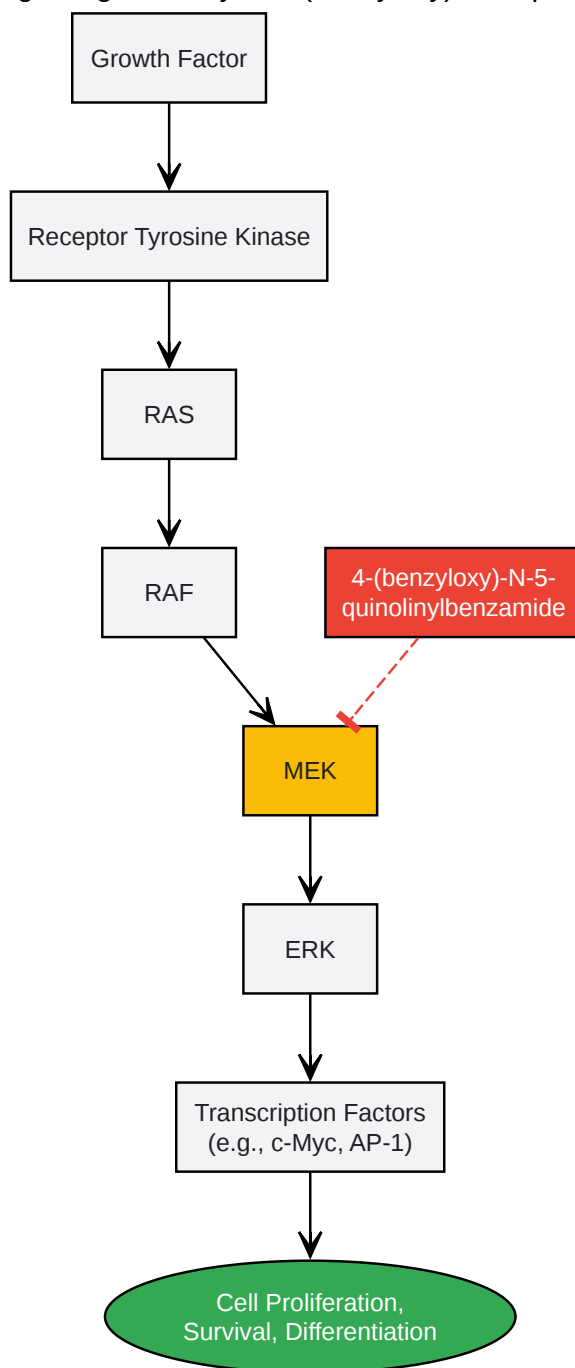 Growth Factor
Receptor Tyrosine Kinase
RAS
RAF
4-(benzyloxy)-N-5-
quinolinylbenzamide
MEK
ERK
Transcription Factors
(e.g., c-Myc, AP-1)
Cell Proliferation,
Survival, Differentiation